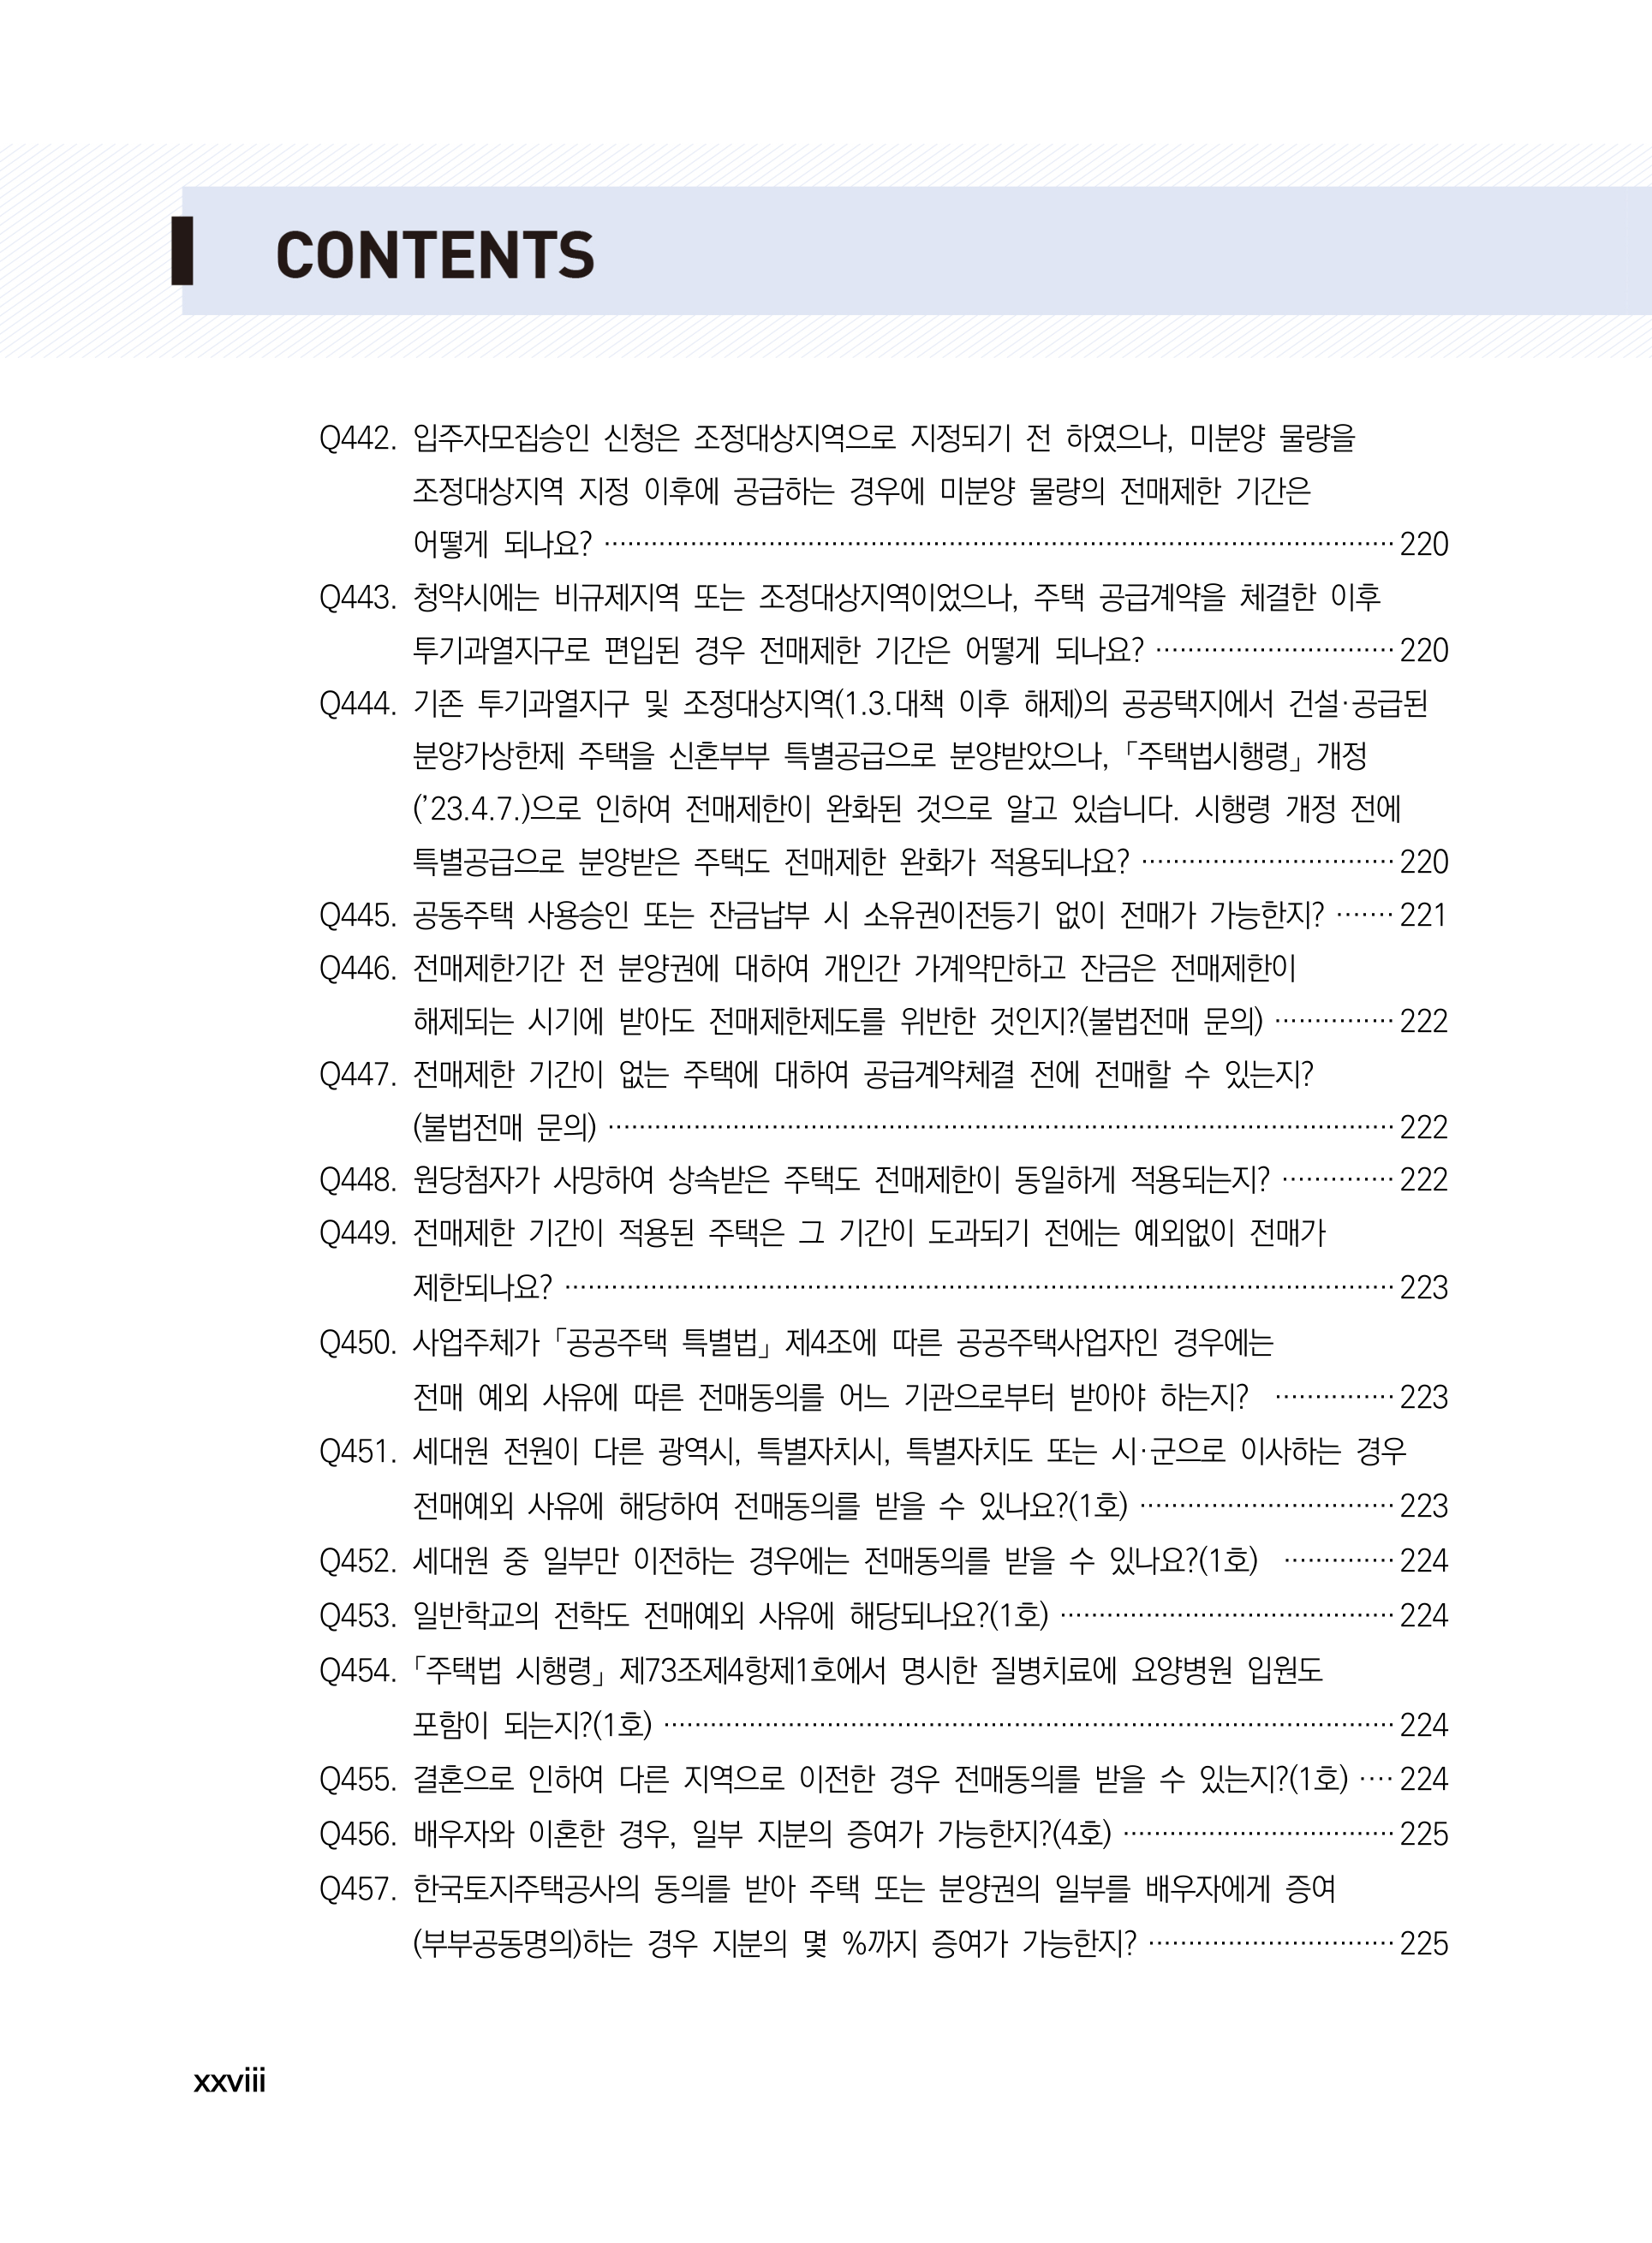 CONTENTS
Q442. 입주자모집승인 신청은 조정대상지역으로 지정되기 전 하였으나, 미분양 물량을
조정대상지역 지정 이후에 공급하는 경우에 미분양 물량의 전매제한 기간은
어떻게 되나요? ········ 220
Q443. 청약시에는 비규제지역 또는 조정대상지역이었으나, 주택 공급계약을 체결한 이후
투기과열지구로 편입된 경우 전매제한 기간은 어떻게 되나요? ········ 220
Q444. 기존 투기과열지구 및 조정대상지역(1.3.대책 이후 해제)의 공공택지에서 건설·공급된
분양가상한제 주택을 신혼부부 특별공급으로 분양받았으나,「주택법시행령」개정
(’23.4.7.)으로 인하여 전매제한이 완화된 것으로 알고 있습니다. 시행령 개정 전에
특별공급으로 분양받은 주택도 전매제한 완화가 적용되나요? ········ 220
Q445. 공동주택 사용승인 또는 잔금납부 시 소유권이전등기 없이 전매가 가능한지? ······· 221
Q446. 전매제한기간 전 분양권에 대하여 개인간 가계약만하고 잔금은 전매제한이
해제되는 시기에 받아도 전매제한제도를 위반한 것인지?(불법전매 문의) ········ 222
Q447. 전매제한 기간이 없는 주택에 대하여 공급계약체결 전에 전매할 수 있는지?
(불법전매 문의) ········ 222
Q448. 원당첨자가 사망하여 상속받은 주택도 전매제한이 동일하게 적용되는지? ········ 222
Q449. 전매제한 기간이 적용된 주택은 그 기간이 도과되기 전에는 예외없이 전매가
제한되나요? ········ 223
Q450. 사업주체가「공공주택 특별법」제4조에 따른 공공주택사업자인 경우에는
전매 예외 사유에 따른 전매동의를 어느 기관으로부터 받아야 하는지? ········ 223
Q451. 세대원 전원이 다른 광역시, 특별자치시, 특별자치도 또는 시·군으로 이사하는 경우
전매예외 사유에 해당하여 전매동의를 받을 수 있나요?(1호) ········ 223
Q452. 세대원 중 일부만 이전하는 경우에는 전매동의를 받을 수 있나요?(1호) ········ 224
Q453. 일반학교의 전학도 전매예외 사유에 해당되나요?(1호) ········ 224
Q454.「주택법 시행령」제73조제4항제1호에서 명시한 질병치료에 요양병원 입원도
포함이 되는지?(1호) ········ 224
Q455. 결혼으로 인하여 다른 지역으로 이전한 경우 전매동의를 받을 수 있는지?(1호) ···· 224
Q456. 배우자와 이혼한 경우, 일부 지분의 증여가 가능한지?(4호) ········ 225
Q457. 한국토지주택공사의 동의를 받아 주택 또는 분양권의 일부를 배우자에게 증여
(부부공동명의)하는 경우 지분의 몇 %까지 증여가 가능한지? ········ 225
xxviii